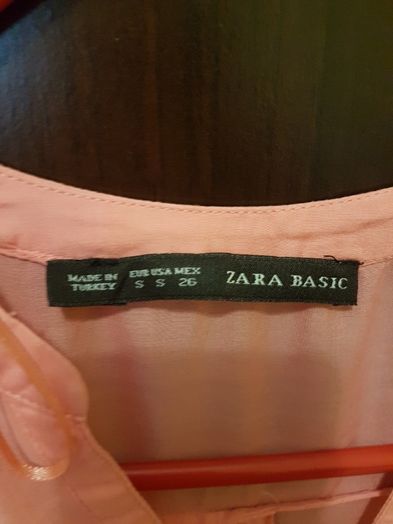 MADE IN
TURKEY
EUR USA MEX
S S 26
ZARA BASIC